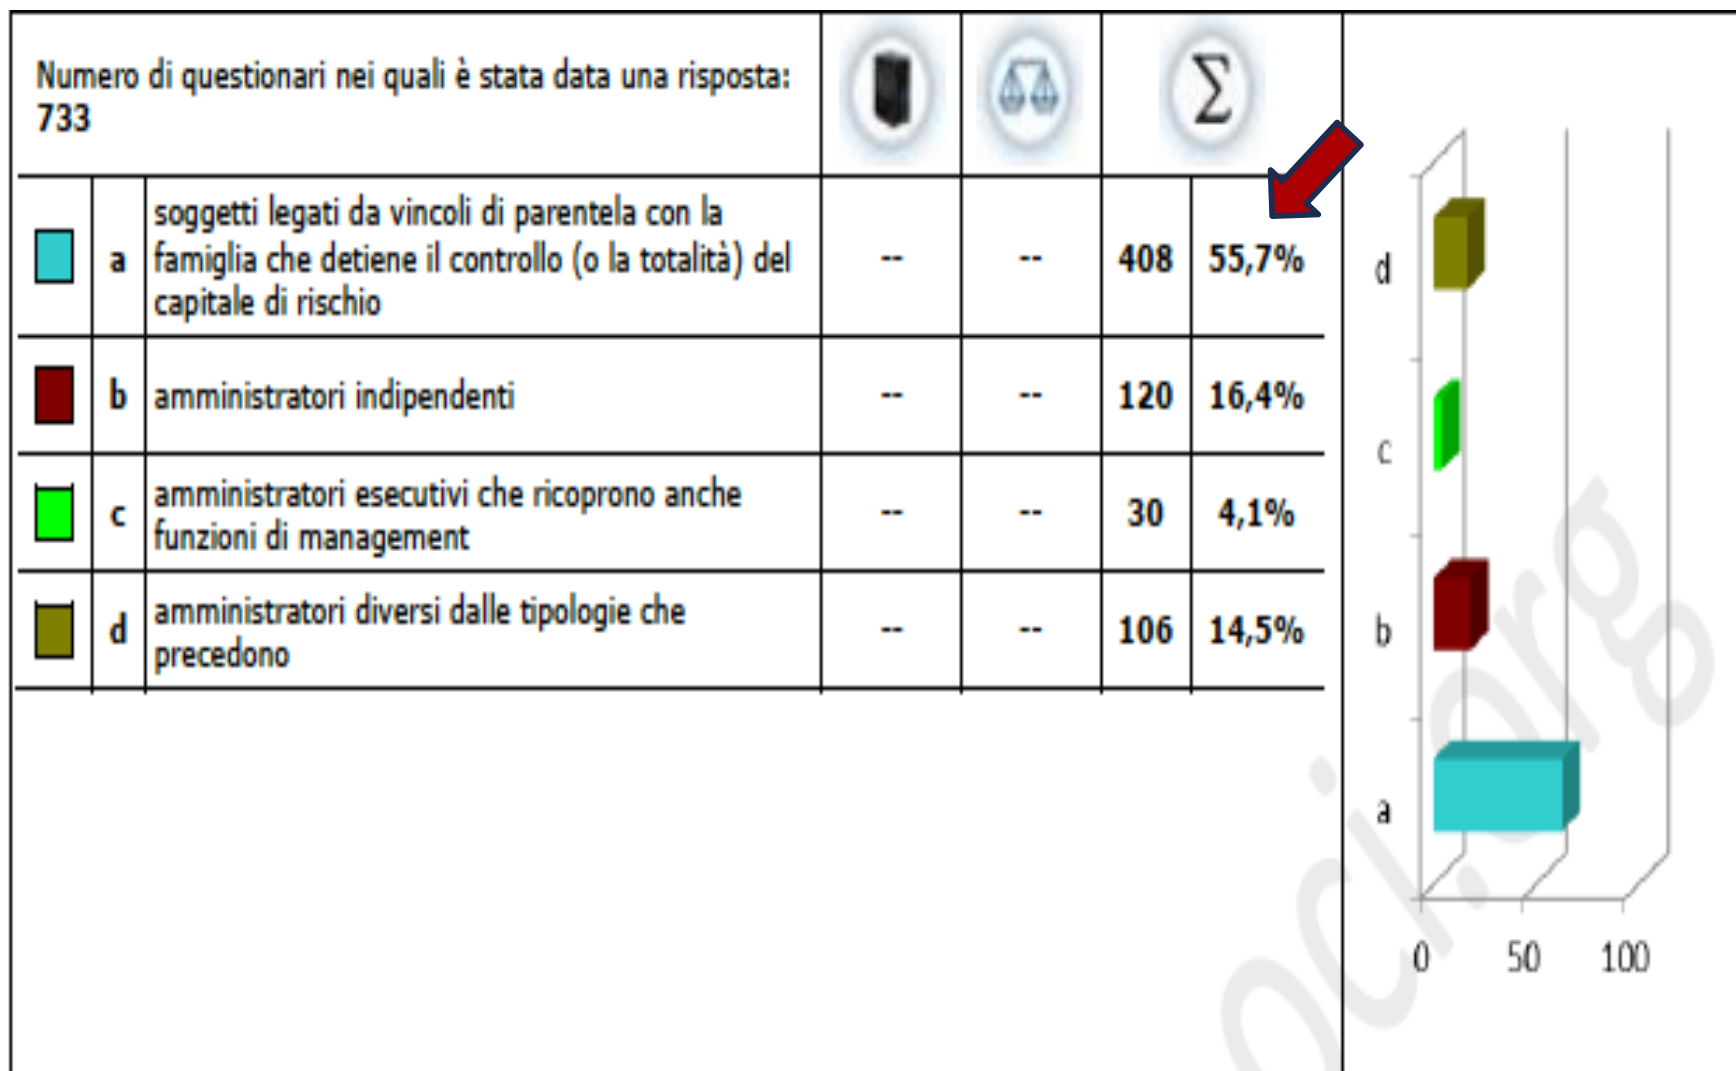 Numero di questionari nei quali è stata data una risposta:
733
Σ
a
soggetti legati da vincoli di parentela con la
famiglia che detiene il controllo (o la totalità) del
capitale di rischio
-- -- 408 55,7%
b amministratori indipendenti -- -- 120 16,4%
c
amministratori esecutivi che ricoprono anche
funzioni di management
-- -- 30 4,1%
d
amministratori diversi dalle tipologie che
precedono
-- -- 106 14,5%
d
c
b
a
0 50 100
oci.org